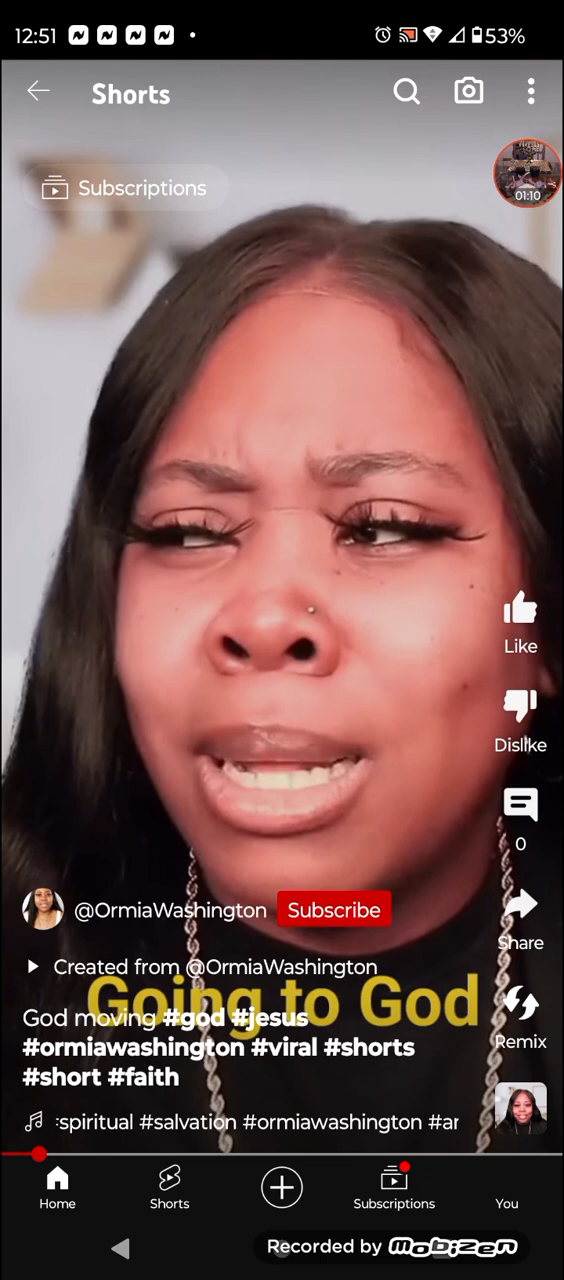 12:51
53%
Shorts
Subscriptions
01:10
Like
Dislike
0
@OrmiaWashington
Subscribe
Share
Created from @OrmiaWashington
Going to God
God moving #god #jesus
#ormiawashington #viral #shorts
#short #faith
Remix
:spiritual #salvation #ormiawashington #ar
Home
Shorts
Subscriptions
You
Recorded by mobizen